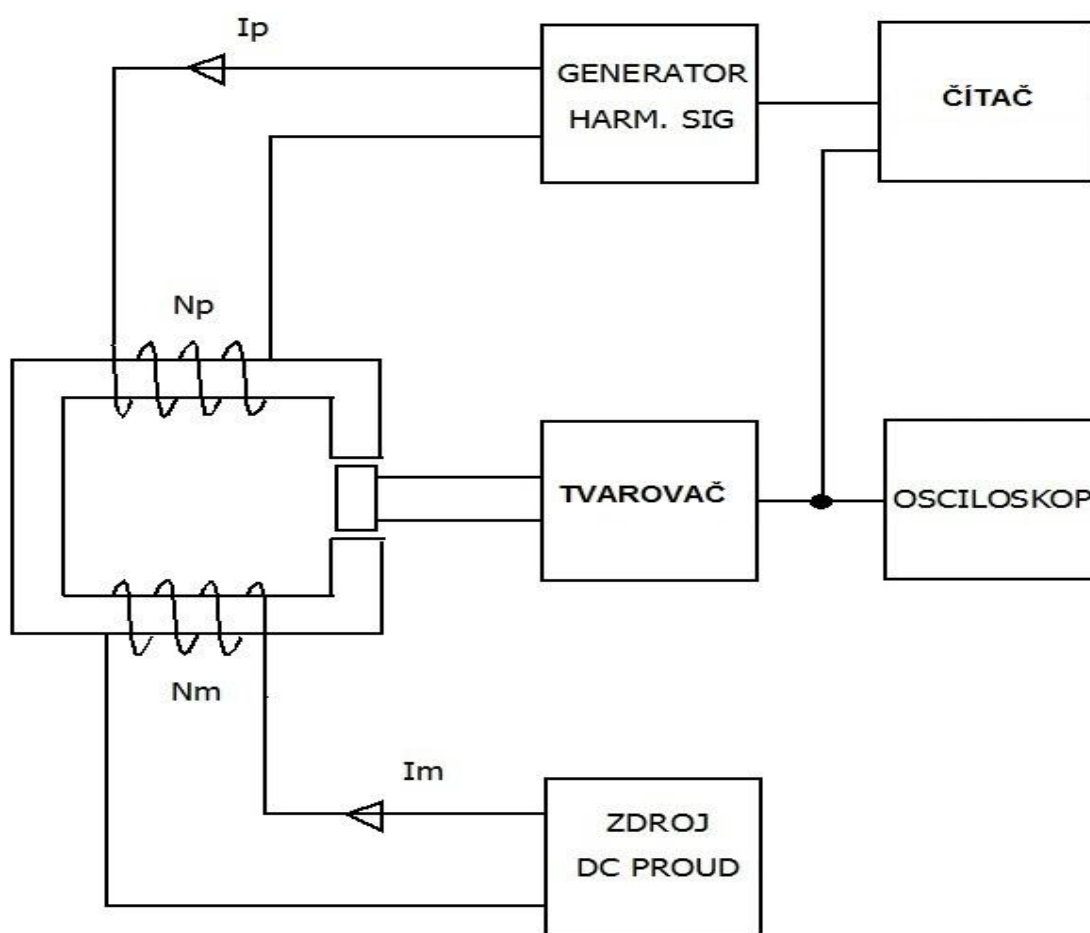 Ip
GENERATOR
HARM. SIG
ČÍTAČ
Np
TVAROVAČ
OSCILOSKOP
Nm
Im
ZDROJ
DC PROUD